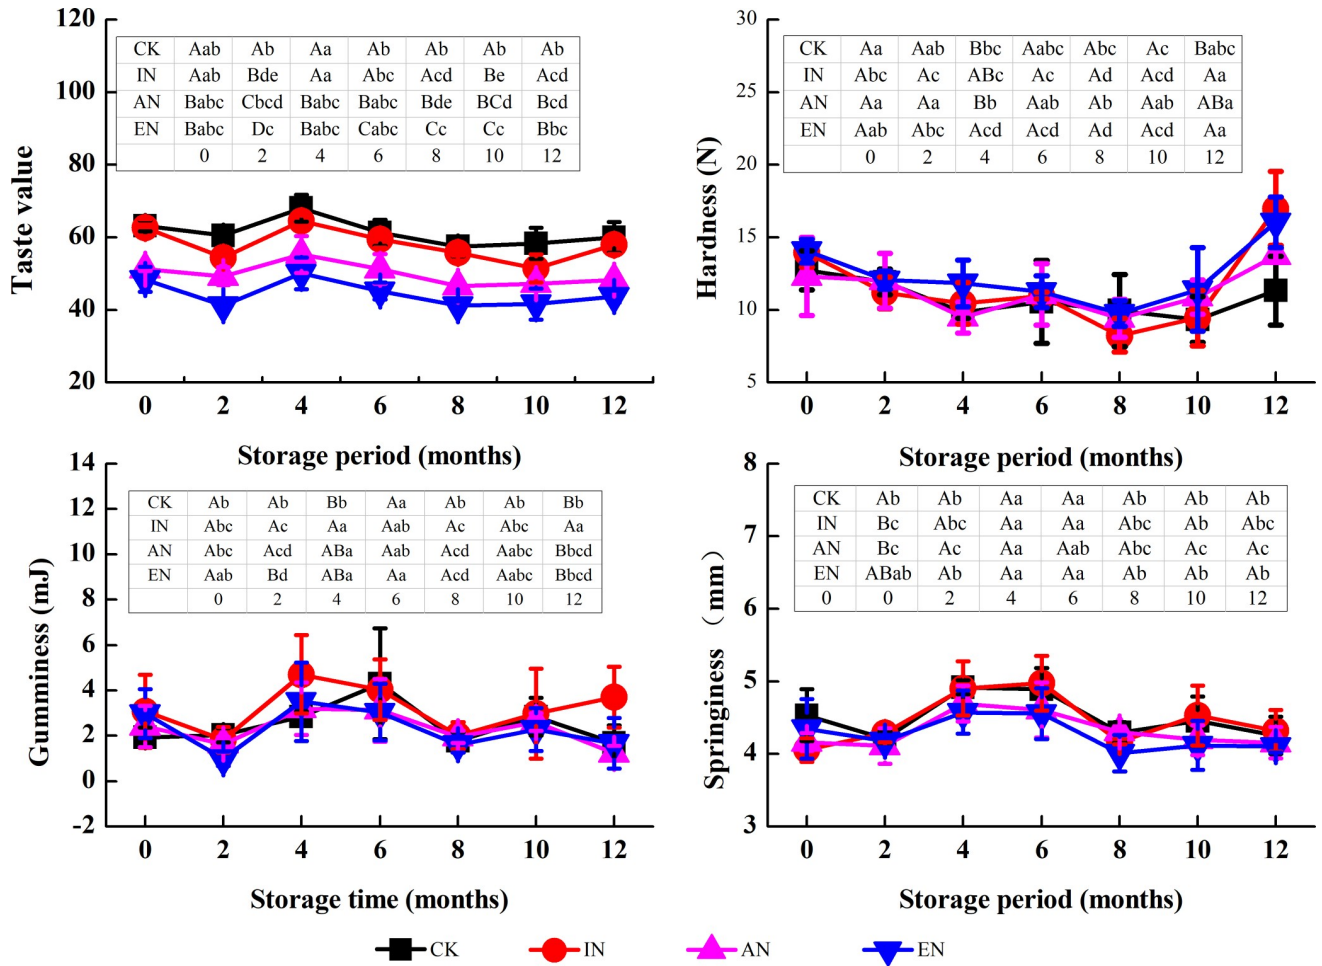 120
100
80
60
40
20
Taste value
CK Aab Ab Aa Ab Ab Ab Ab
IN Aab Bde Aa Abc Acd Be Acd
AN Babc Cbcd Babc Babc Bde BCd Bcd
EN Babc Dc Babc Cabc Cc Cc Bbc
0 2 4 6 8 10 12
0 2 4 6 8 10 12
Storage period (months)
30
25
20
15
10
5
Hardness (N)
CK Aa Aab Bbc Aabc Abc Ac Babc
IN Abc Ac ABc Ac Ad Acd Aa
AN Aa Aa Bb Aab Ab Aab ABa
EN Aab Abc Acd Acd Ad Acd Aa
0 2 4 6 8 10 12
0 2 4 6 8 10 12
Storage period (months)
14
12
10
8
6
4
2
0
-2
Gumminess (mJ)
CK Ab Ab Bb Aa Ab Ab Bb
IN Abc Ac Aa Aab Ac Abc Aa
AN Abc Acd ABa Aab Acd Aabc Bbcd
EN Aab Bd ABa Aa Acd Aabc Bbcd
0 2 4 6 8 10 12
0 2 4 6 8 10 12
Storage time (months)
8
7
6
5
4
3
Springiness （mm）
CK Ab Ab Aa Aa Ab Ab Ab
IN Bc Abc Aa Aa Abc Ab Abc
AN Bc Ac Aa Aab Abc Ac Ac
EN ABab Ab Aa Aa Ab Ab Ab
0 0 2 4 6 8 10 12
0 2 4 6 8 10 12
Storage period (months)
CK IN AN EN